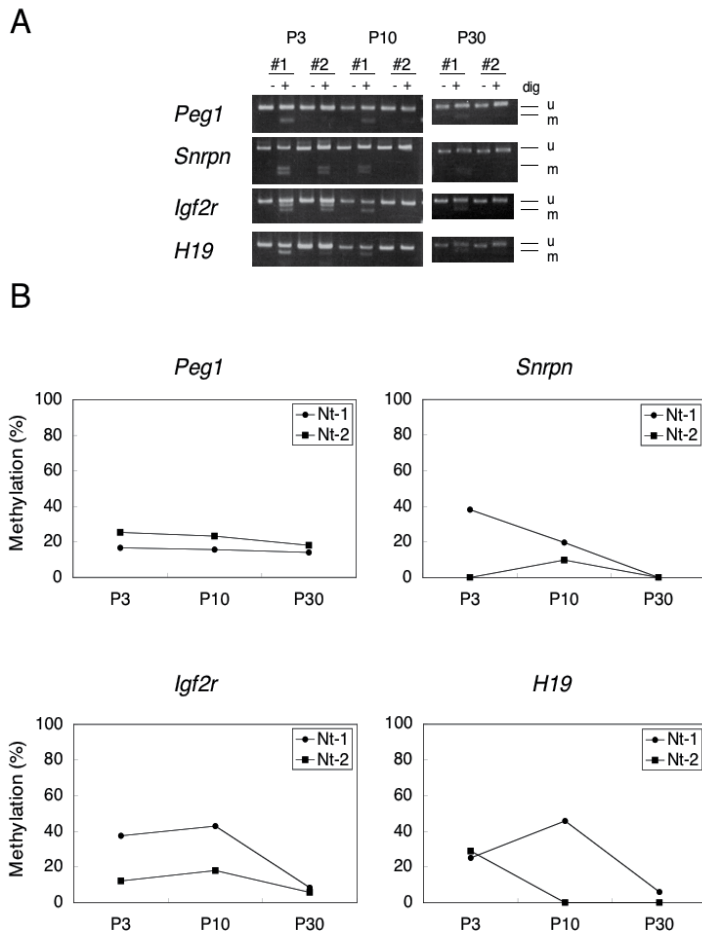 A
P3 P10 P30
#1 #2 #1 #2 #1 #2
- + - + - + - + - + - + dig
Peg1 u
m
Snrpn u
m
Igf2r u
m
H19 u
m
B
Peg1
Methylation (%)
100
80
60
40
20
0
P3 P10 P30
Nt-1
Nt-2
Snrpn
100
80
60
40
20
0
P3 P10 P30
Nt-1
Nt-2
Igf2r
Methylation (%)
100
80
60
40
20
0
P3 P10 P30
Nt-1
Nt-2
H19
100
80
60
40
20
0
P3 P10 P30
Nt-1
Nt-2